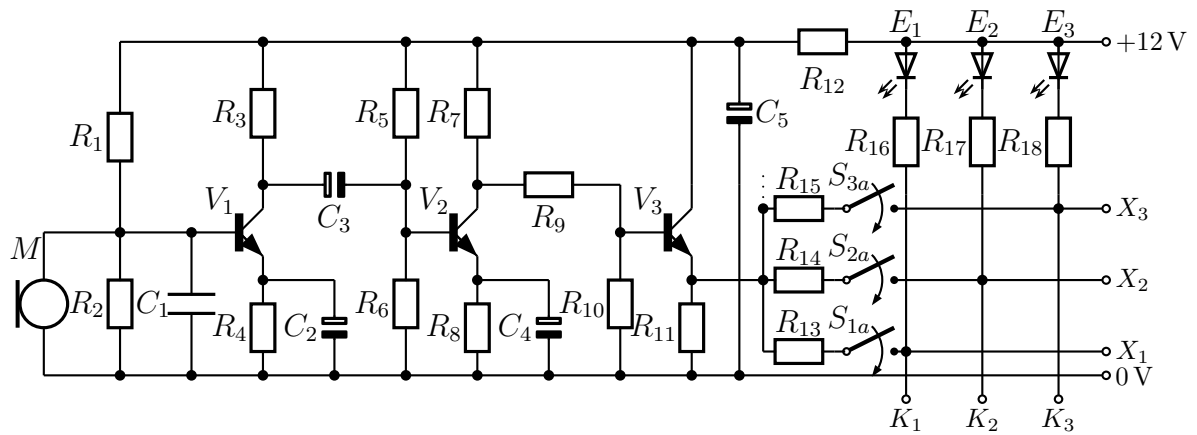 E1 E2 E3
+12 V
R12
R1 R3 R5 R7 C5
R16 R17 R18
V1 C3 V2 R9 V3 R15 S3a X3
M
R2 C1 R4 C2 R6 R8 C4 R10 R11 R14 S2a X2
R13 S1a X1
0 V
K1 K2 K3